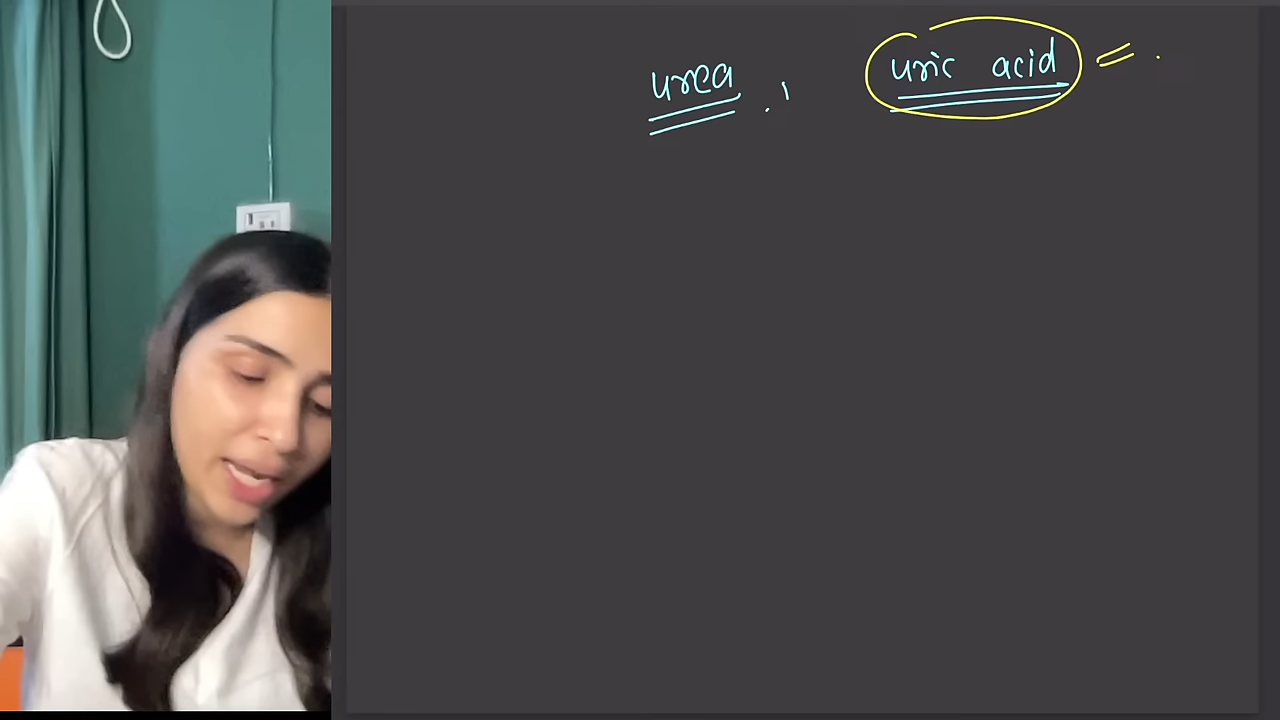 urea , uric acid =